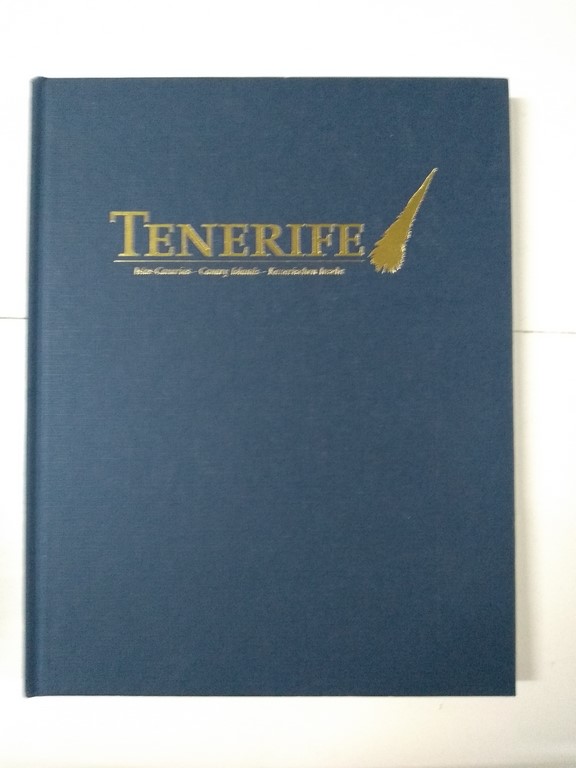 TENERIFE
Islas Canarias - Canary Islands - Kanarischen Inseln